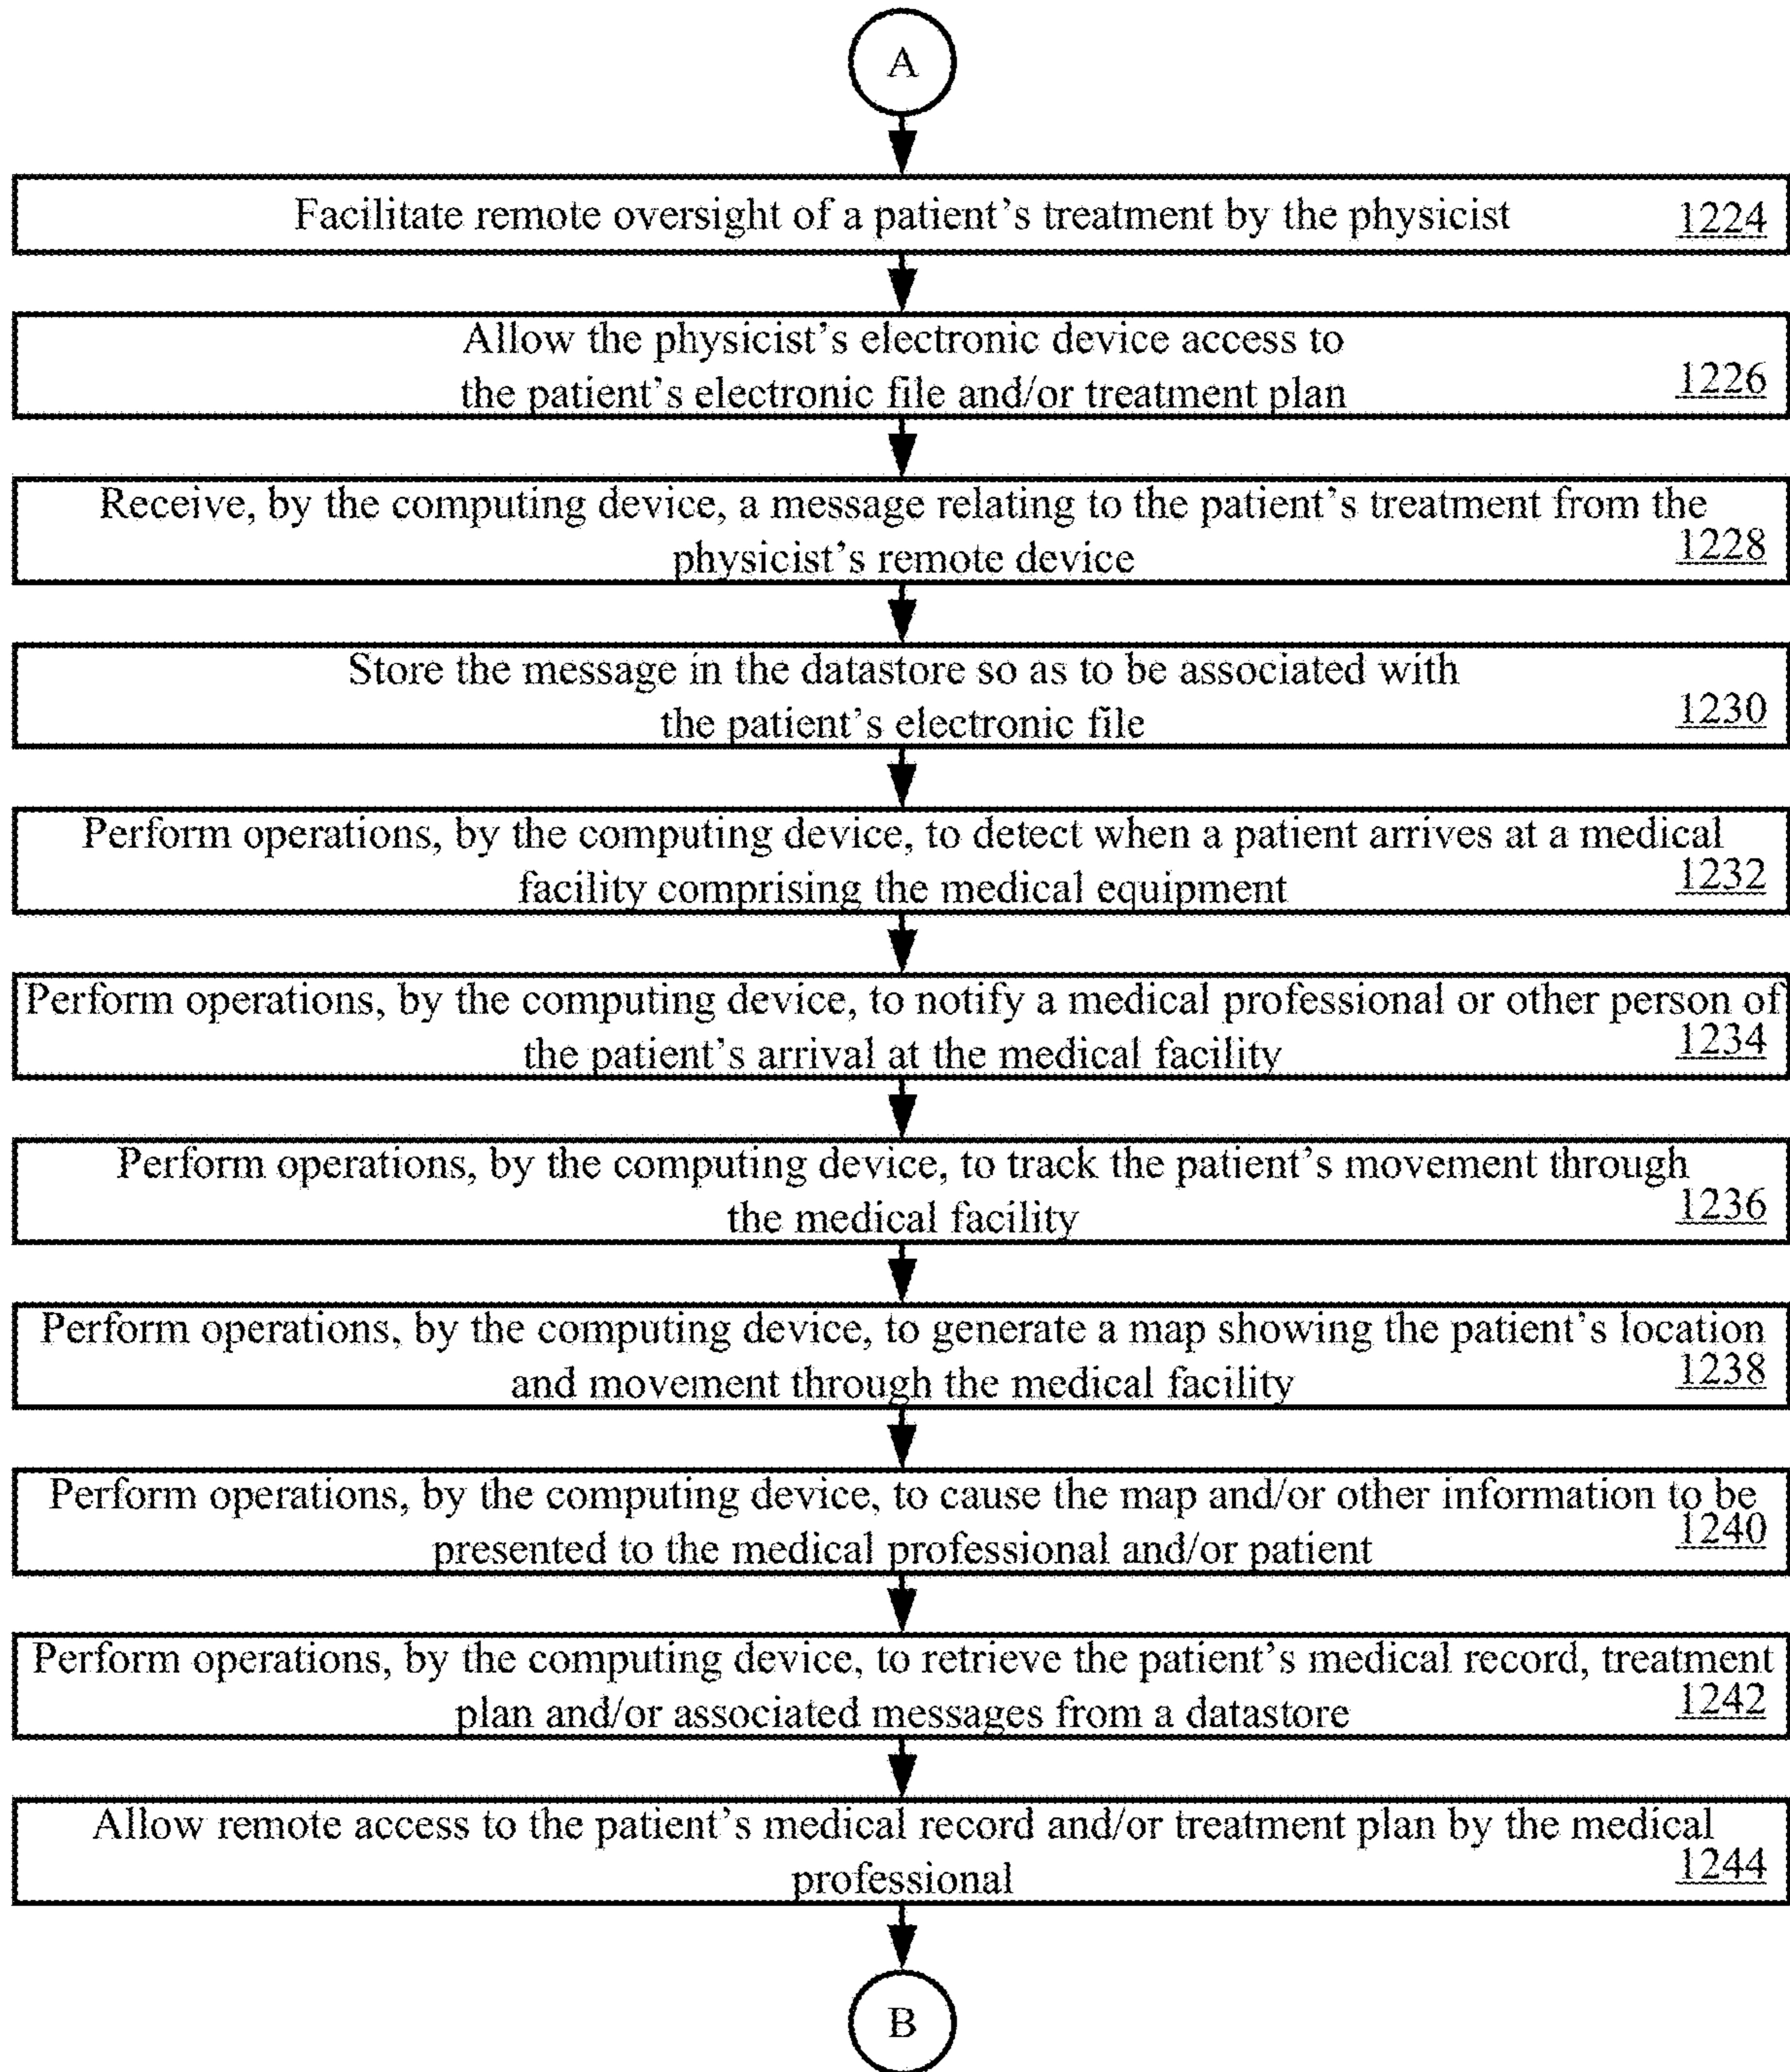 A
Facilitate remote oversight of a patient's treatment by the physicist
1224
Allow the physicist's electronic device access to
the patient's electronic file and/or treatment plan
1226
Receive, by the computing device, a message relating to the patient's treatment from the
physicist's remote device
1228
Store the message in the datastore so as to be associated with
the patient's electronic file
1230
Perform operations, by the computing device, to detect when a patient arrives at a medical
facility comprising the medical equipment
1232
Perform operations, by the computing device, to notify a medical professional or other person of
the patient's arrival at the medical facility
1234
Perform operations, by the computing device, to track the patient's movement through
the medical facility
1236
Perform operations, by the computing device, to generate a map showing the patient's location
and movement through the medical facility
1238
Perform operations, by the computing device, to cause the map and/or other information to be
presented to the medical professional and/or patient
1240
Perform operations, by the computing device, to retrieve the patient's medical record, treatment
plan and/or associated messages from a datastore
1242
Allow remote access to the patient's medical record and/or treatment plan by the medical
professional
1244
B